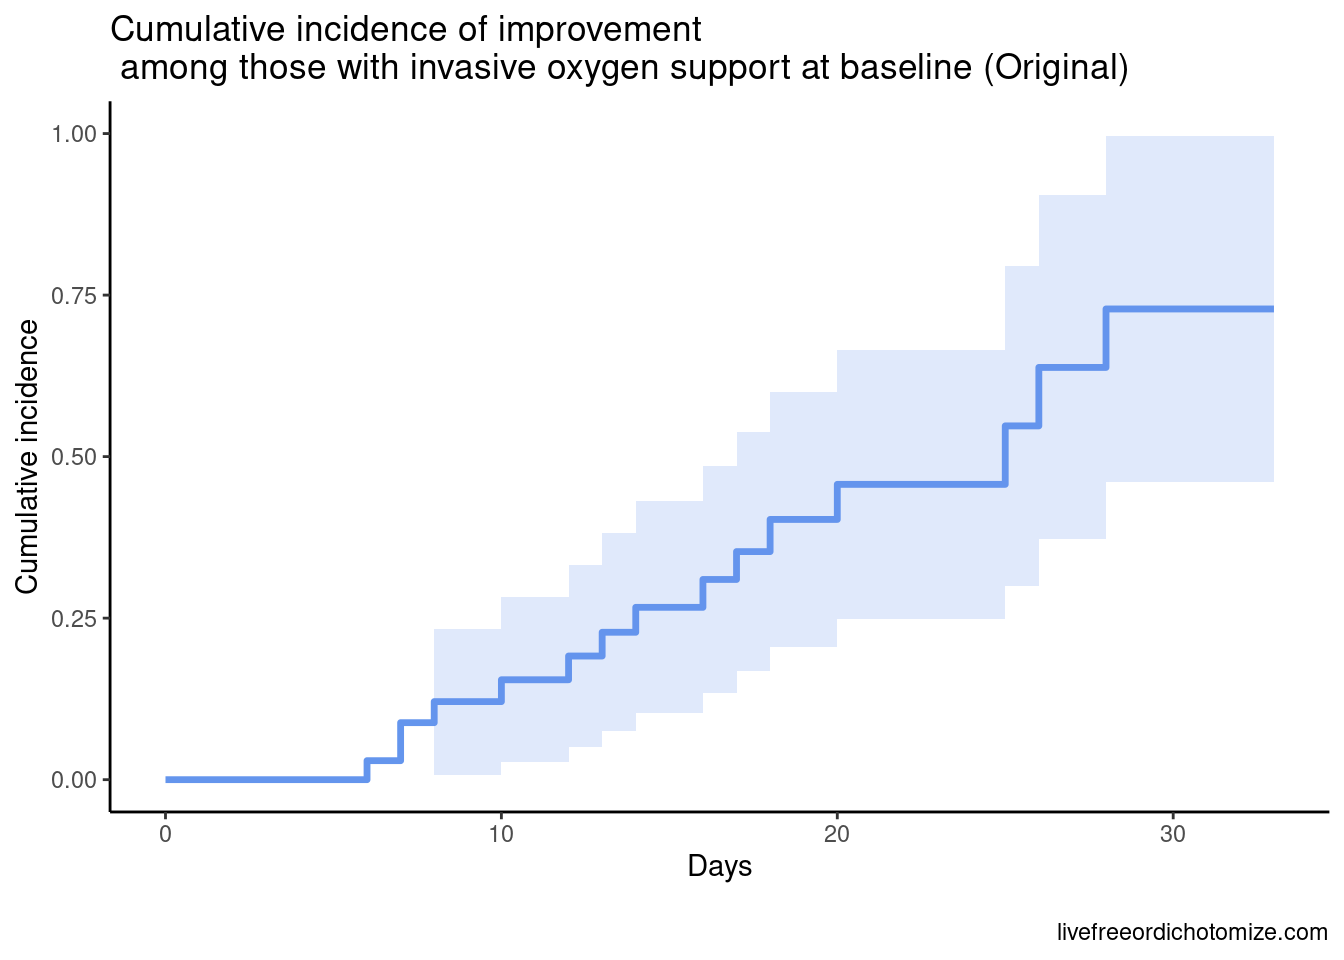 Cumulative incidence of improvement
among those with invasive oxygen support at baseline (Original)
1.00
0.75
0.50
0.25
0.00
Cumulative incidence
0 10 20 30
Days
livefreeordichotomize.com